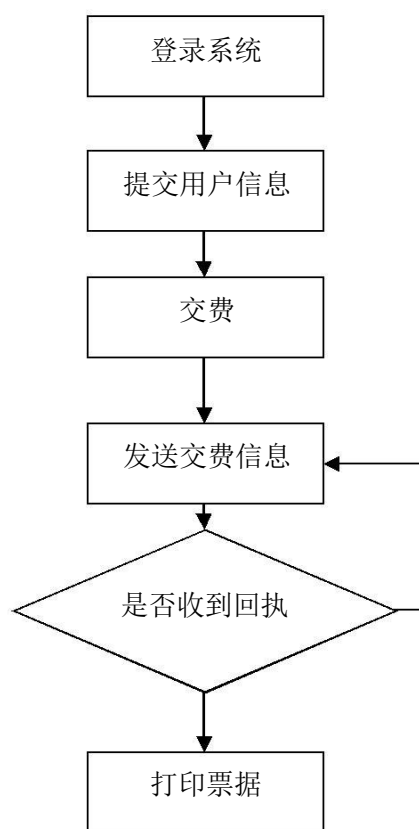 登录系统
提交用户信息
交费
发送交费信息
是否收到回执
打印票据